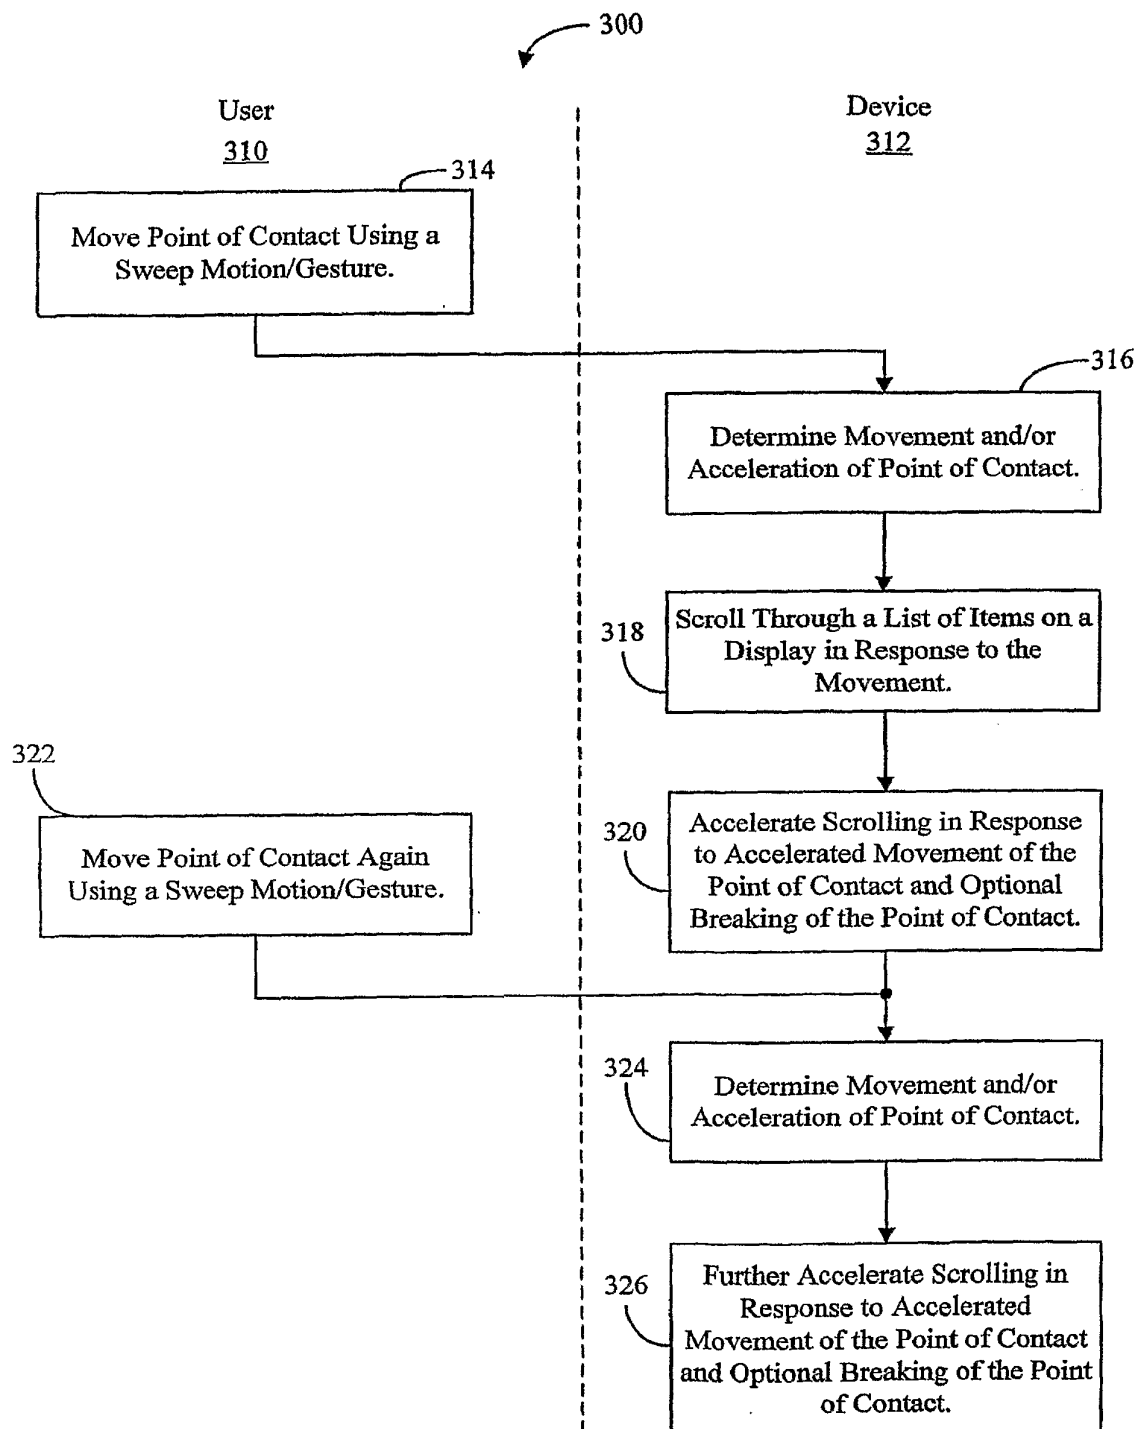 300
User
310
Device
312
314
Move Point of Contact Using a
Sweep Motion/Gesture.
316
Determine Movement and/or
Acceleration of Point of Contact.
318
Scroll Through a List of Items on a
Display in Response to the
Movement.
322
Move Point of Contact Again
Using a Sweep Motion/Gesture.
320
Accelerate Scrolling in Response
to Accelerated Movement of the
Point of Contact and Optional
Breaking of the Point of Contact.
324
Determine Movement and/or
Acceleration of Point of Contact.
326
Further Accelerate Scrolling in
Response to Accelerated
Movement of the Point of Contact
and Optional Breaking of the Point
of Contact.